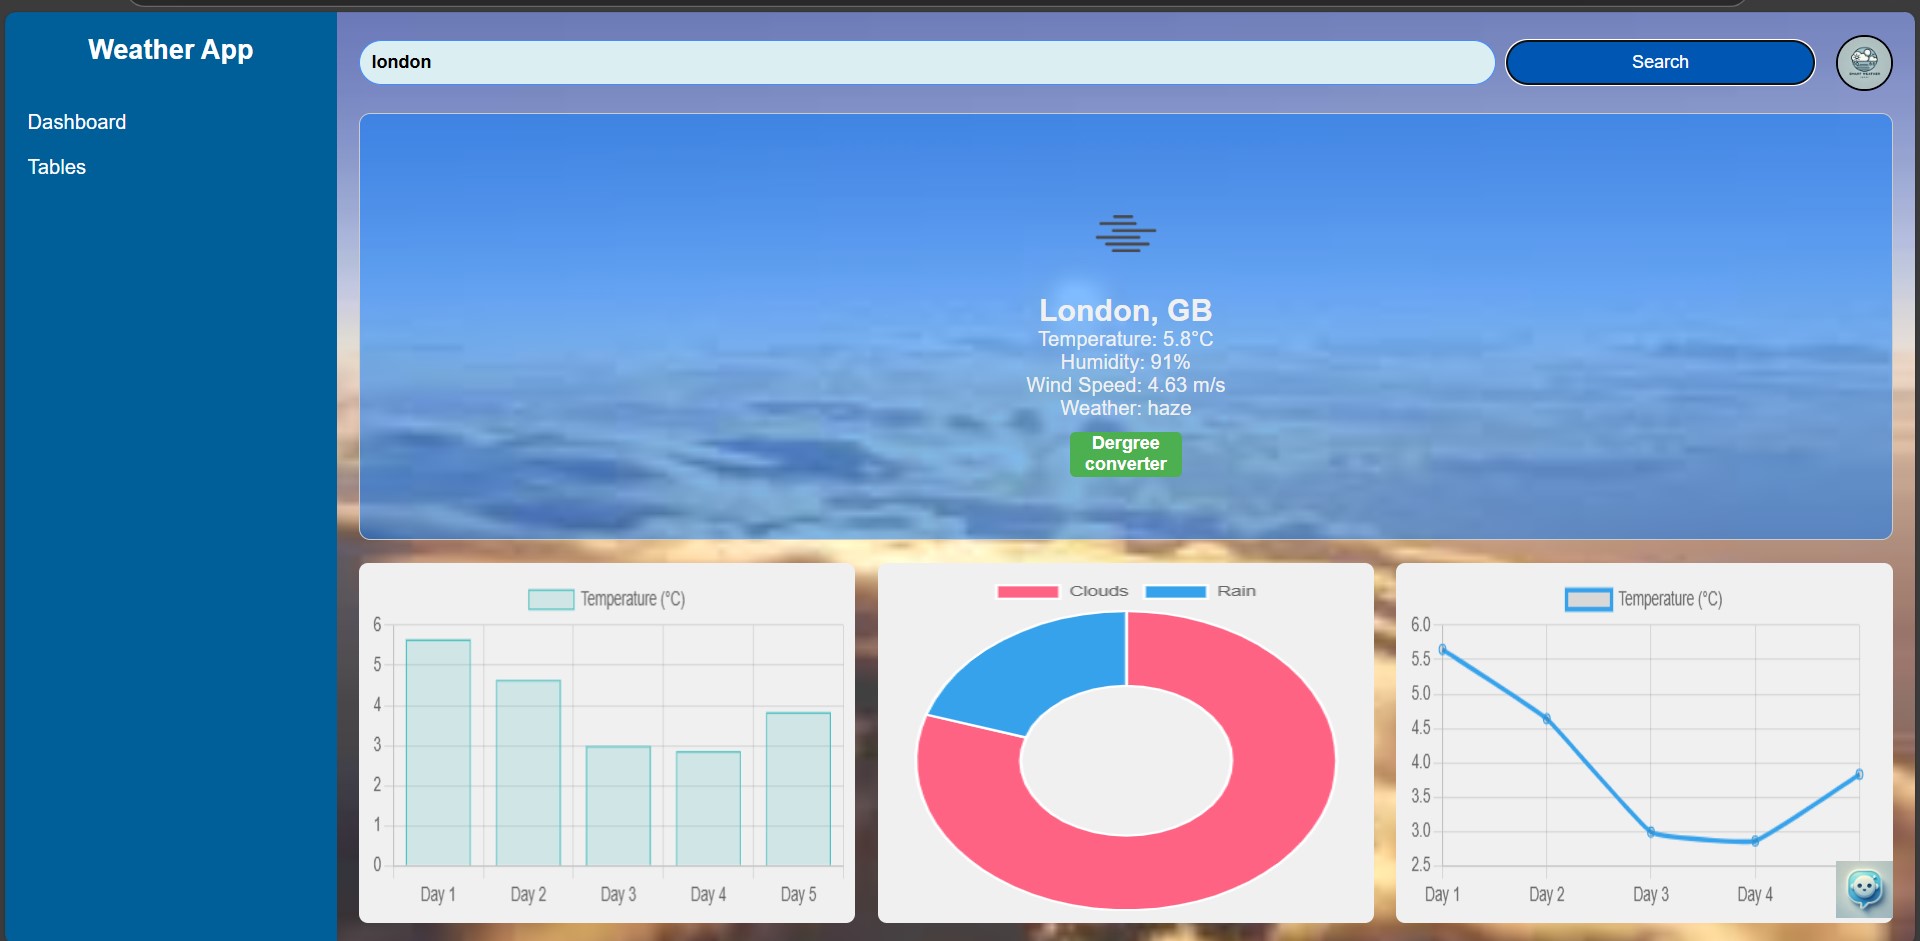 Weather App
Dashboard
Tables
london
Search
London, GB
Temperature: 5.8°C
Humidity: 91%
Wind Speed: 4.63 m/s
Weather: haze
Dergree
converter
Temperature (°C)
6
5
4
3
2
1
0
Day 1 Day 2 Day 3 Day 4 Day 5
Clouds Rain
Temperature (°C)
6.0
5.5
5.0
4.5
4.0
3.5
3.0
2.5
Day 1 Day 2 Day 3 Day 4